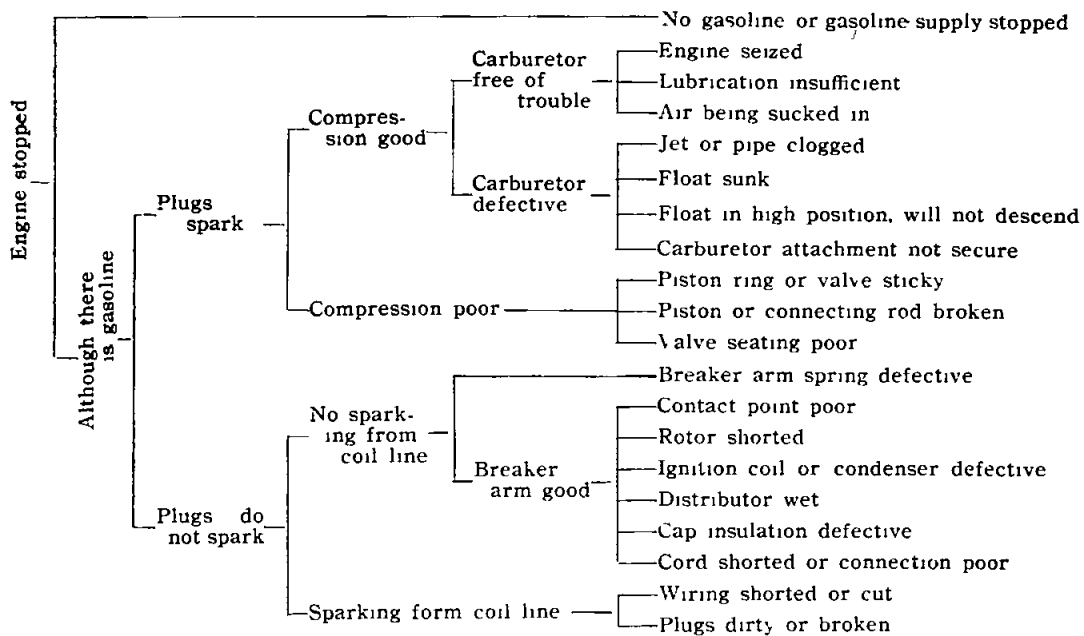 Engine stopped
No gasoline or gasoline supply stopped
Although there
is gasoline
Plugs
spark
Compres-
sion good
Carburetor
free of
trouble
Engine seized
Lubrication insufficient
Air being sucked in
Carburetor
defective
Jet or pipe clogged
Float sunk
Float in high position, will not descend
Carburetor attachment not secure
Compression poor
Piston ring or valve sticky
Piston or connecting rod broken
Valve seating poor
Plugs do
not spark
No spark-
ing from
coil line
Breaker arm spring defective
Breaker
arm good
Contact point poor
Rotor shorted
Ignition coil or condenser defective
Distributor wet
Cap insulation defective
Cord shorted or connection poor
Sparking form coil line
Wiring shorted or cut
Plugs dirty or broken